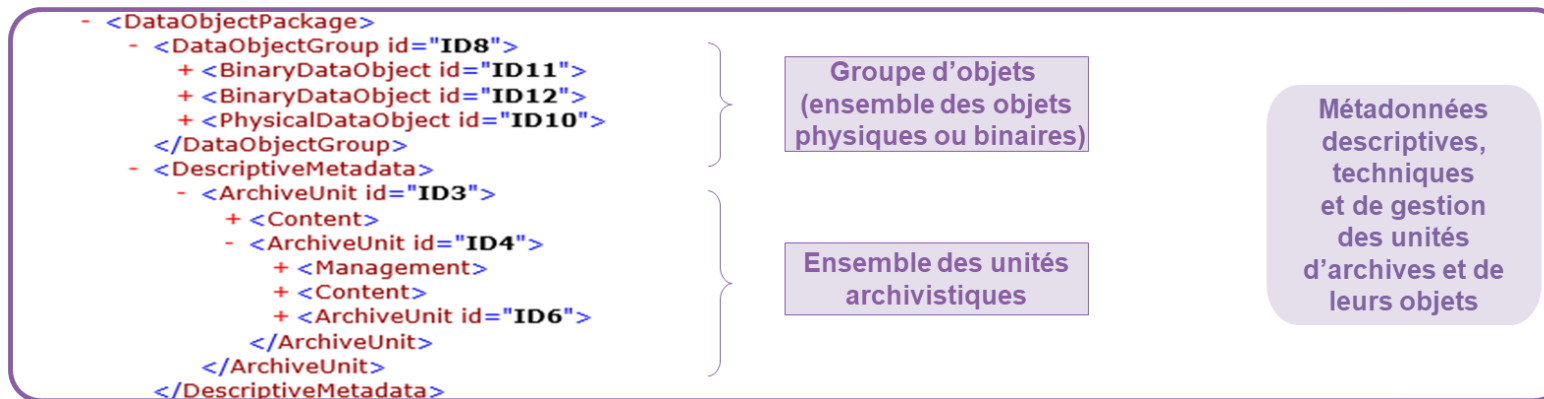 - <DataObjectPackage>
- <DataObjectGroup id="ID8">
+ <BinaryDataObject id="ID11">
+ <BinaryDataObject id="ID12">
+ <PhysicalDataObject id="ID10">
</DataObjectGroup>
- <DescriptiveMetadata>
- <ArchiveUnit id="ID3">
+ <Content>
- <ArchiveUnit id="ID4">
+ <Management>
+ <Content>
+ <ArchiveUnit id="ID6">
</ArchiveUnit>
</ArchiveUnit>
</DescriptiveMetadata>
Groupe d’objets
(ensemble des objets
physiques ou binaires)
Ensemble des unités
archivistiques
Métadonnées
descriptives,
techniques
et de gestion
des unités
d’archives et de
leurs objets